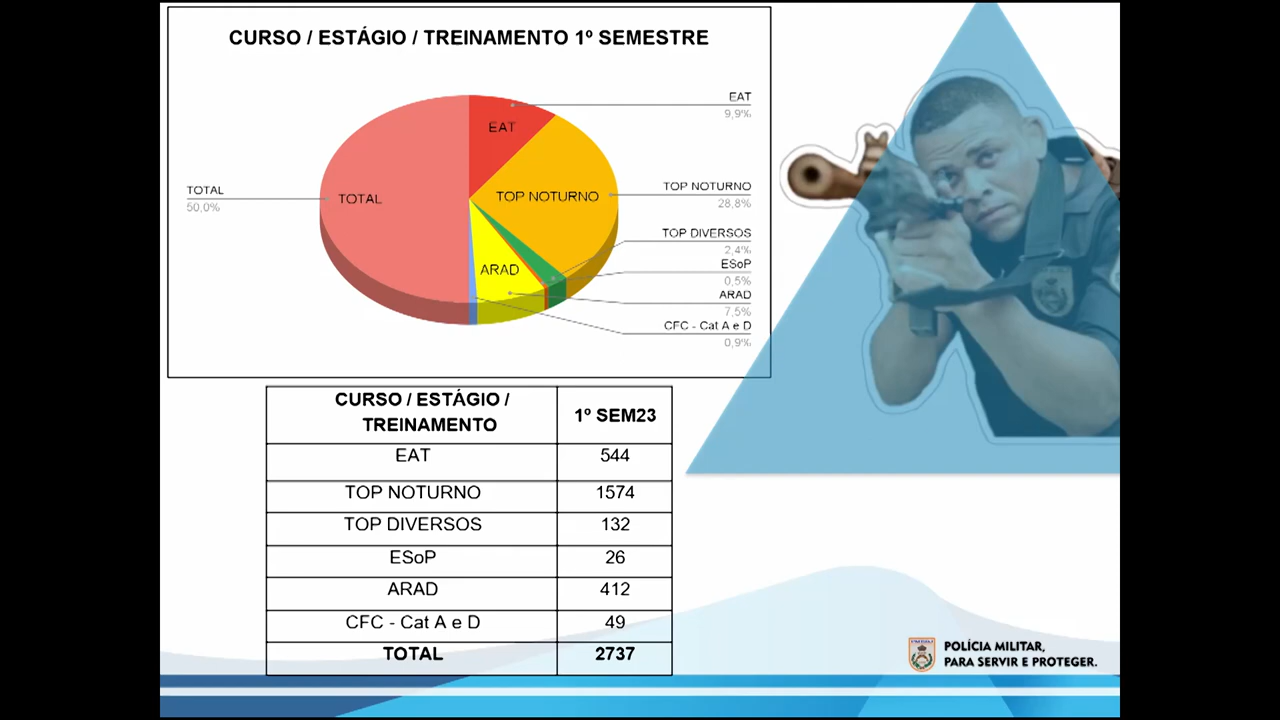 CURSO / ESTÁGIO / TREINAMENTO 1º SEMESTRE
EAT
9,9%
EAT
TOP NOTURNO
28,8%
TOP NOTURNO
TOTAL
50,0%
TOTAL
TOP DIVERSOS
2,4%
ESoP
0,5%
ARAD
ARAD
7,5%
CFC - Cat A e D
0,9%
CURSO / ESTÁGIO /
TREINAMENTO
1º SEM23
EAT 544
TOP NOTURNO 1574
TOP DIVERSOS 132
ESoP 26
ARAD 412
CFC - Cat A e D 49
TOTAL 2737
POLÍCIA MILITAR,
PARA SERVIR E PROTEGER.